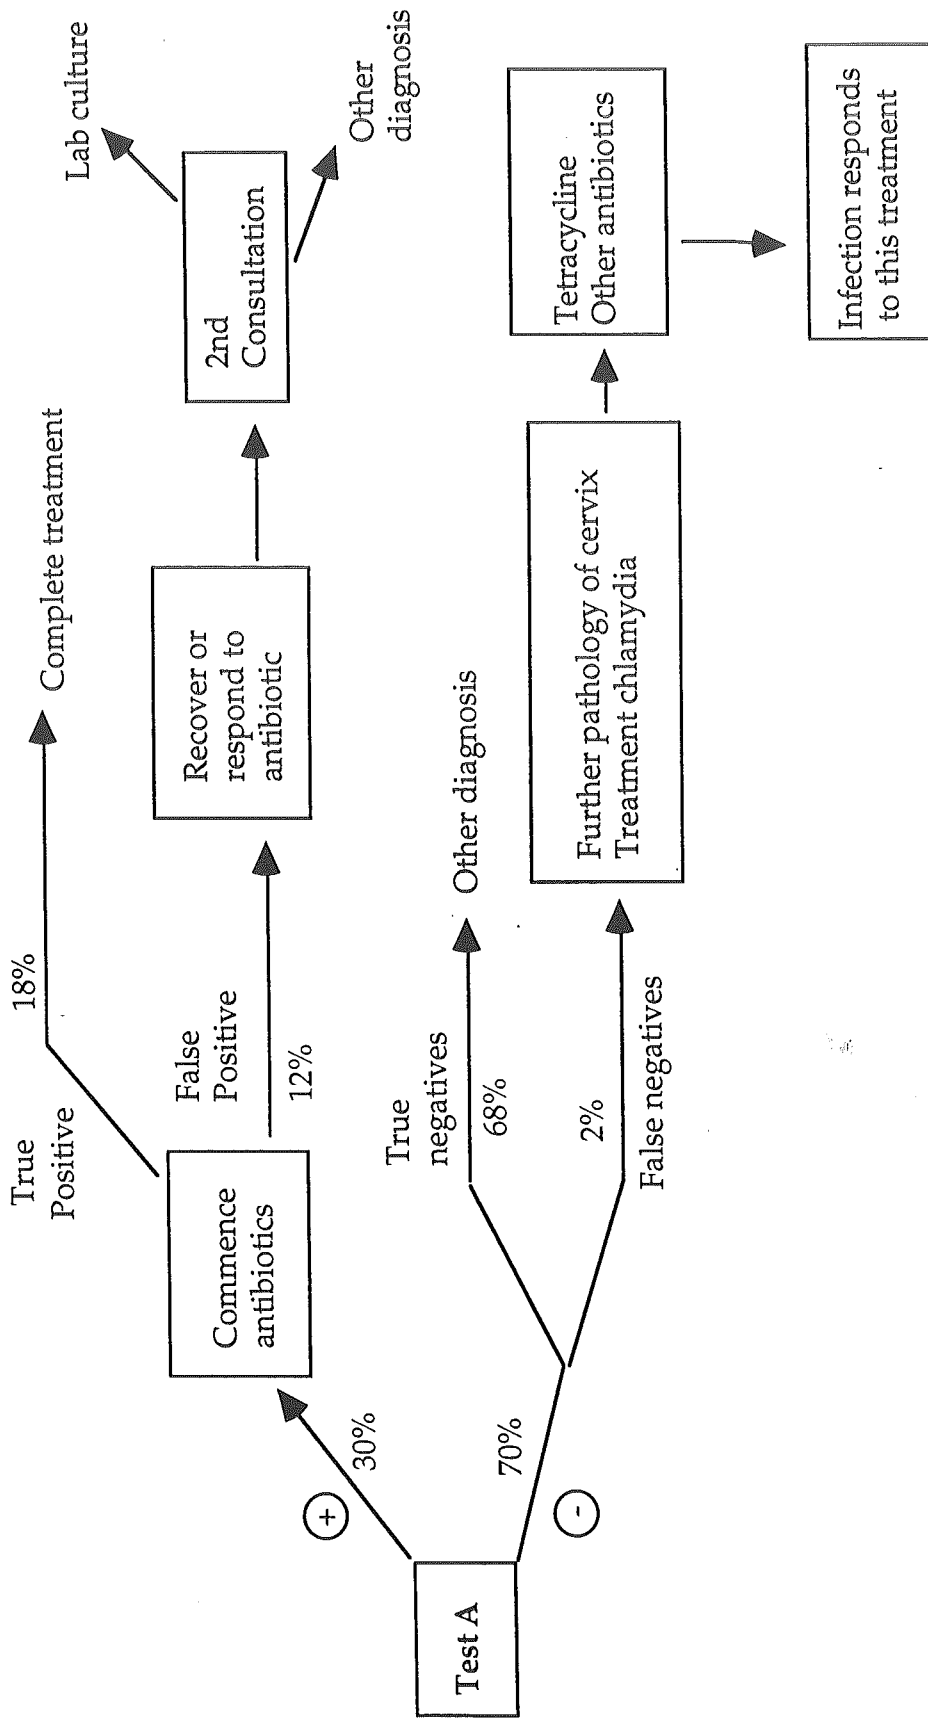 Test A
+
30%
-
70%
Commence
antibiotics
True
Positive
18%
Complete treatment
False
Positive
12%
Recover or
respond to
antibiotic
2nd
Consultation
Lab culture
Other
diagnosis
True
negatives
68%
Other diagnosis
2%
False negatives
Further pathology of cervix
Treatment chlamydia
Tetracycline
Other antibiotics
Infection responds
to this treatment